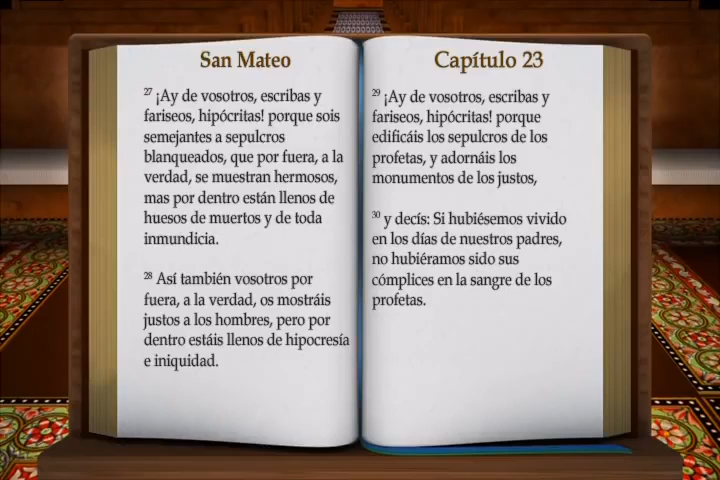 San Mateo
27 ¡Ay de vosotros, escribas y
fariseos, hipócritas! porque sois
semejantes a sepulcros
blanqueados, que por fuera, a la
verdad, se muestran hermosos,
mas por dentro están llenos de
huesos de muertos y de toda
inmundicia.
28 Así también vosotros por
fuera, a la verdad, os mostráis
justos a los hombres, pero por
dentro estáis llenos de hipocresía
e iniquidad.
Capítulo 23
29 ¡Ay de vosotros, escribas y
fariseos, hipócritas! porque
edificáis los sepulcros de los
profetas, y adornáis los
monumentos de los justos,
30 y decís: Si hubiésemos vivido
en los días de nuestros padres,
no hubiéramos sido sus
cómplices en la sangre de los
profetas.